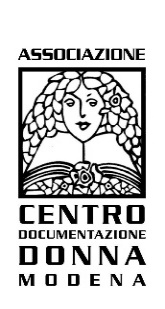 ASSOCIAZIONE
CENTRO
DOCUMENTAZIONE
DONNA
MODENA